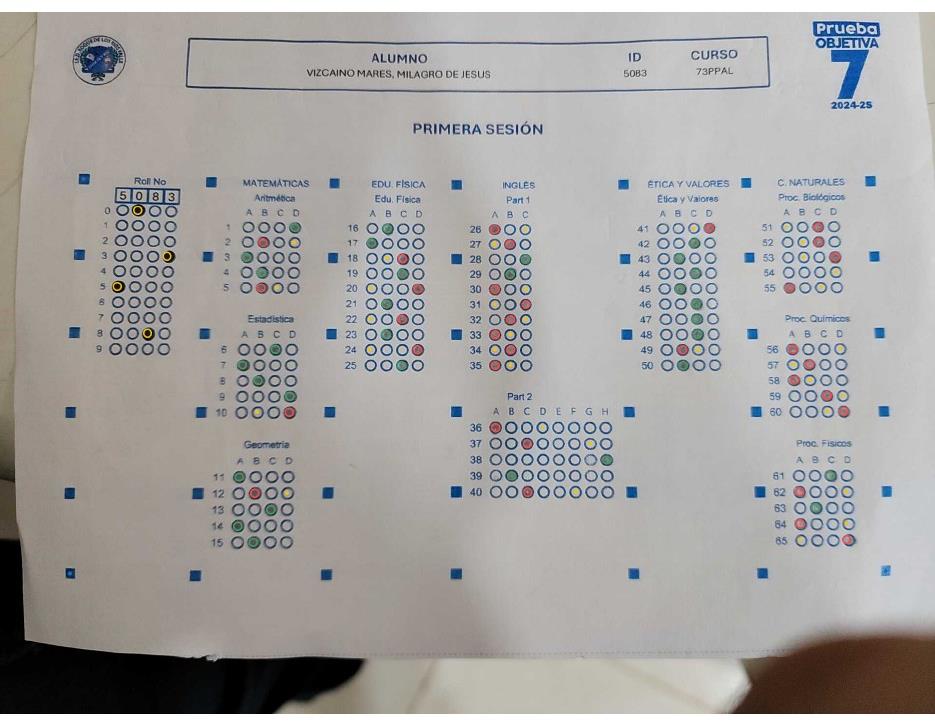 Prueba
OBJETIVA
7
2024-25
ALUMNO ID CURSO
VIZCAINO MARES, MILAGRO DE JESUS 5083 73PPAL
PRIMERA SESIÓN
Roll No
5 0 8 3
0
1
2
3
4
5
6
7
8
9
MATEMÁTICAS
Aritmética
A B C D
1
2
3
4
5
Estadística
A B C D
6
7
8
9
10
Geometría
A B C D
11
12
13
14
15
EDU. FÍSICA
Edu. Física
A B C D
16
17
18
19
20
21
22
23
24
25
INGLÉS
Part 1
A B C
26
27
28
29
30
31
32
33
34
35
Part 2
A B C D E F G H
36
37
38
39
40
ÉTICA Y VALORES
Ética y Valores
A B C D
41
42
43
44
45
46
47
48
49
50
C. NATURALES
Proc. Biológicos
A B C D
51
52
53
54
55
Proc. Químicos
A B C D
56
57
58
59
60
Proc. Físicos
A B C D
61
62
63
64
65